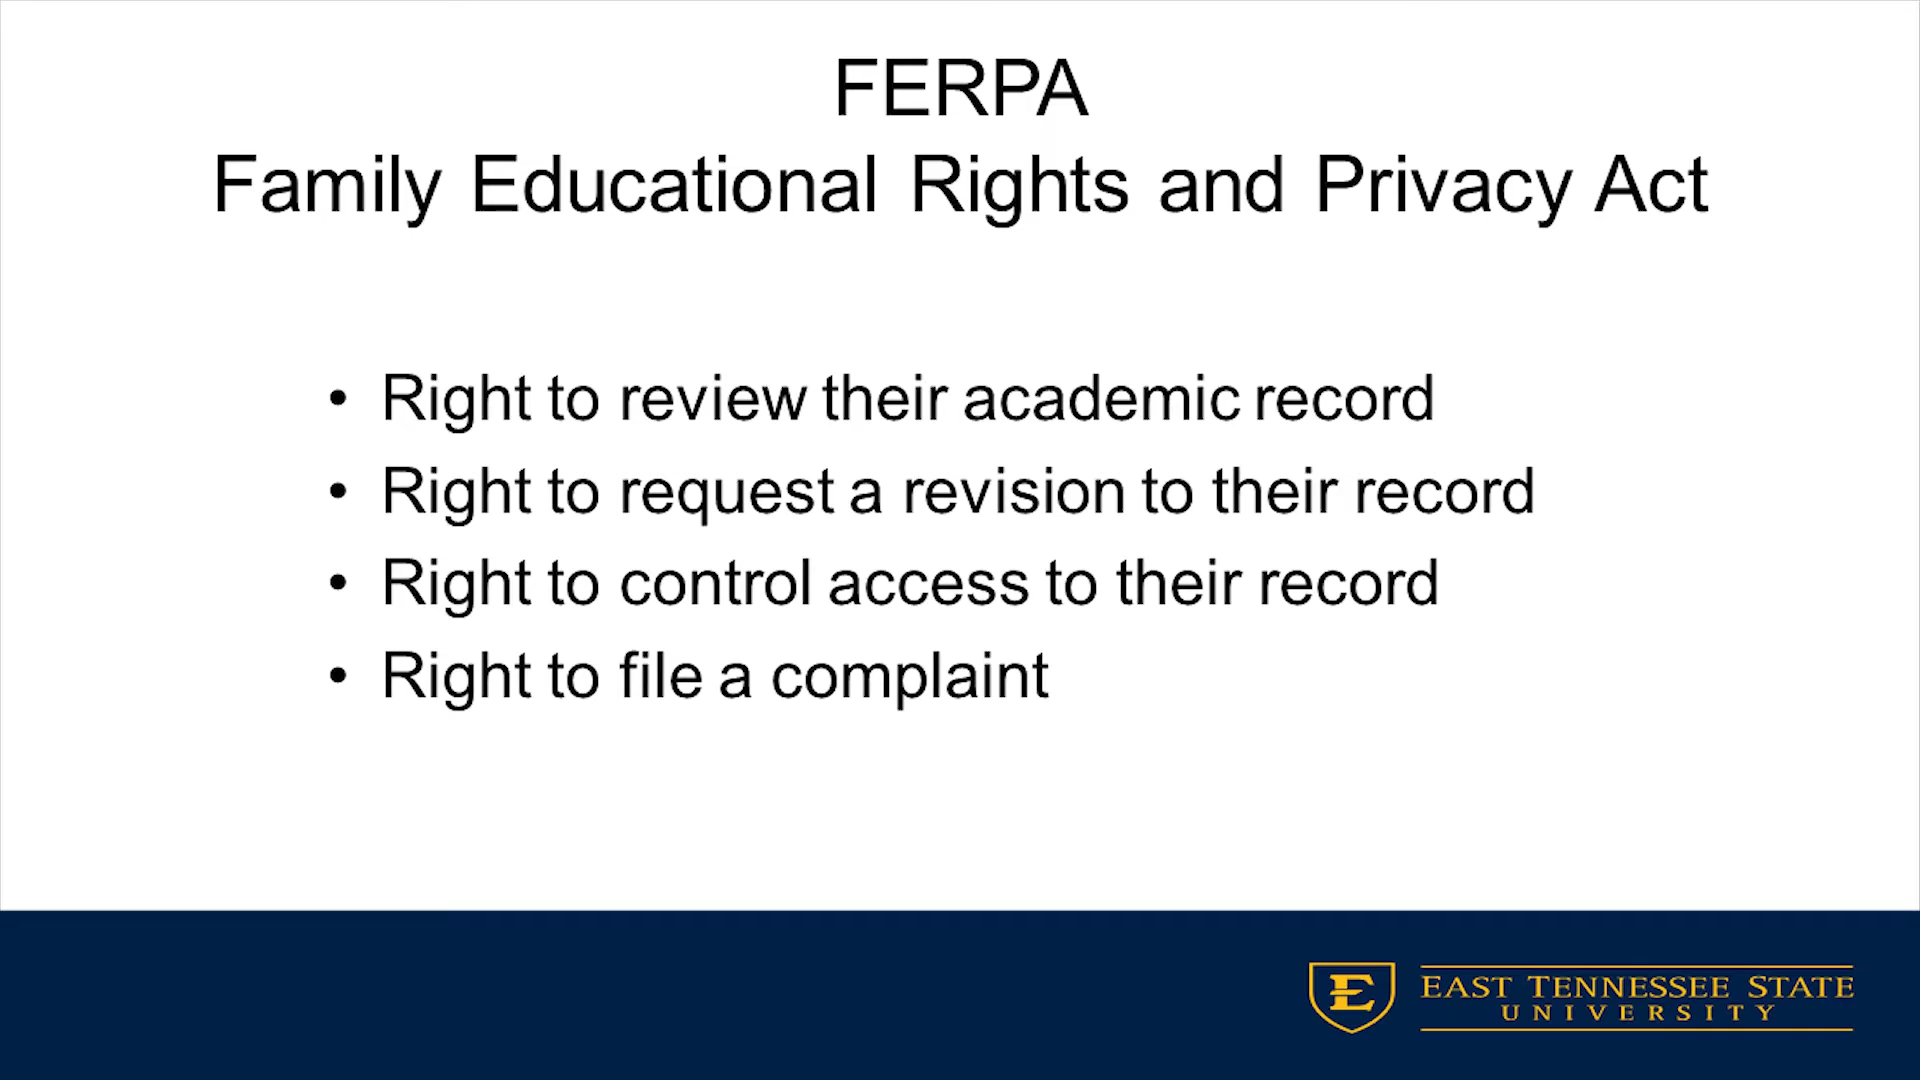 FERPA
Family Educational Rights and Privacy Act
• Right to review their academic record
• Right to request a revision to their record
• Right to control access to their record
• Right to file a complaint
E
EAST TENNESSEE STATE
UNIVERSITY